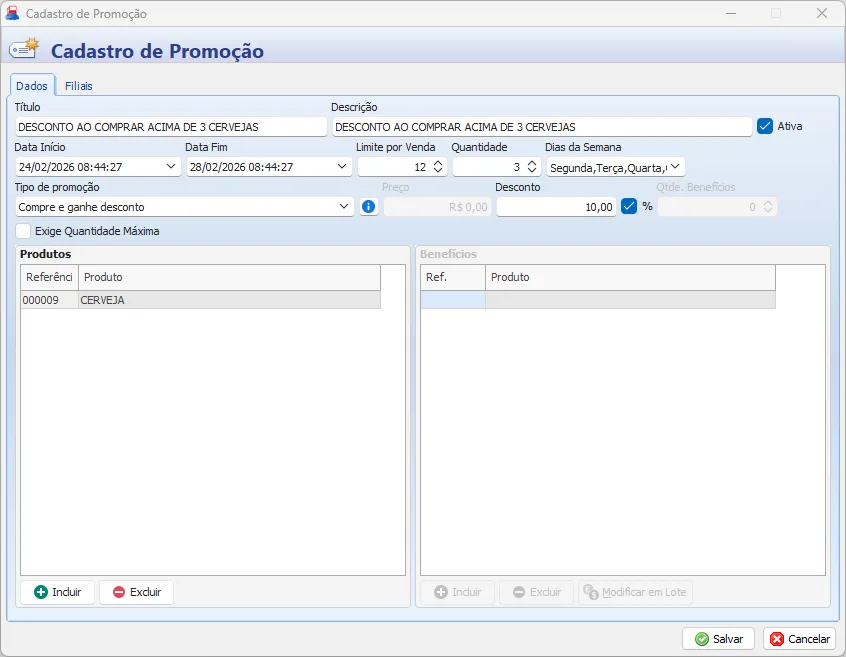 Cadastro de Promoção
Cadastro de Promoção
Dados Filiais
Título Descrição
DESCONTO AO COMPRAR ACIMA DE 3 CERVEJAS DESCONTO AO COMPRAR ACIMA DE 3 CERVEJAS Ativa
Data Início Data Fim Limite por Venda Quantidade Dias da Semana
24/02/2026 08:44:27 28/02/2026 08:44:27 12 3 Segunda,Terça,Quarta,
Tipo de promoção Preço Desconto Qtde. Benefícios
Compre e ganhe desconto R$ 0,00 10,00 % 0
Exige Quantidade Máxima
Produtos Benefícios
Referênci Produto Ref. Produto
000009 CERVEJA
Incluir Excluir Incluir Excluir Modificar em Lote
Salvar Cancelar